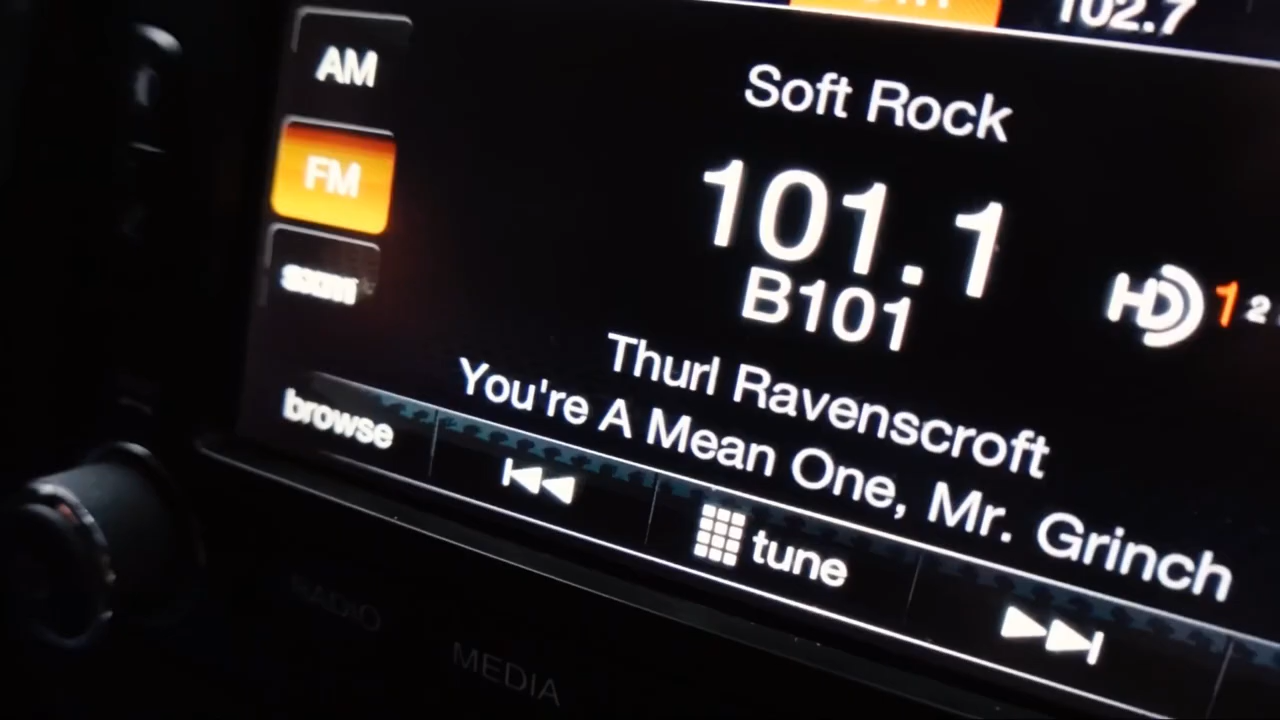 102.7
AM
Soft Rock
FM
101.1
B101
HD 1 2
sxm
Thurl Ravenscroft
You're A Mean One, Mr. Grinch
browse
tune
RADIO
MEDIA